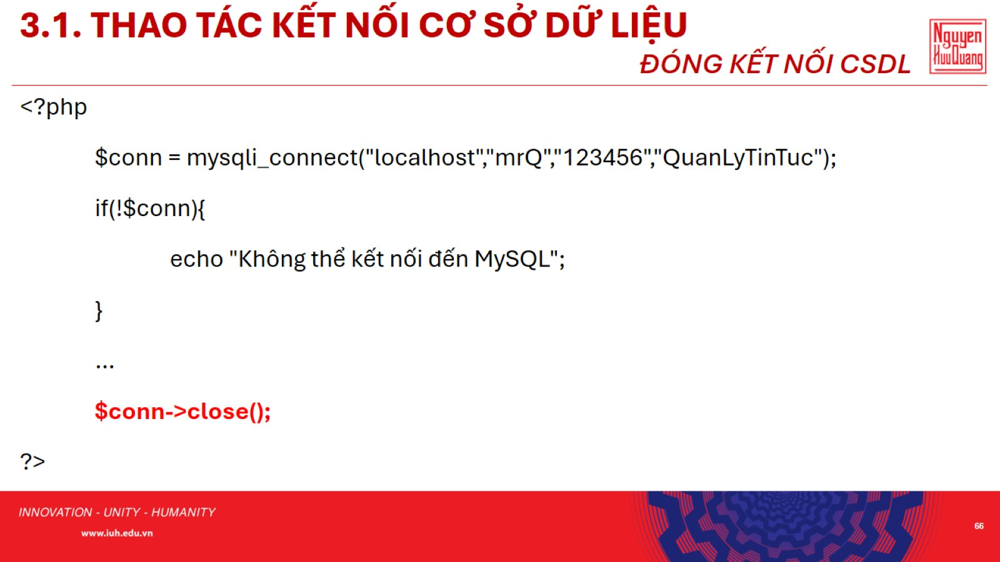 3.1. THAO TÁC KẾT NỐI CƠ SỞ DỮ LIỆU
ĐÓNG KẾT NỐI CSDL
Nguyen
HuuQuang
<?php
$conn = mysqli_connect("localhost","mrQ","123456","QuanLyTinTuc");
if(!$conn){
echo "Không thể kết nối đến MySQL";
}
...
$conn->close();
?>
INNOVATION - UNITY - HUMANITY
www.iuh.edu.vn
66